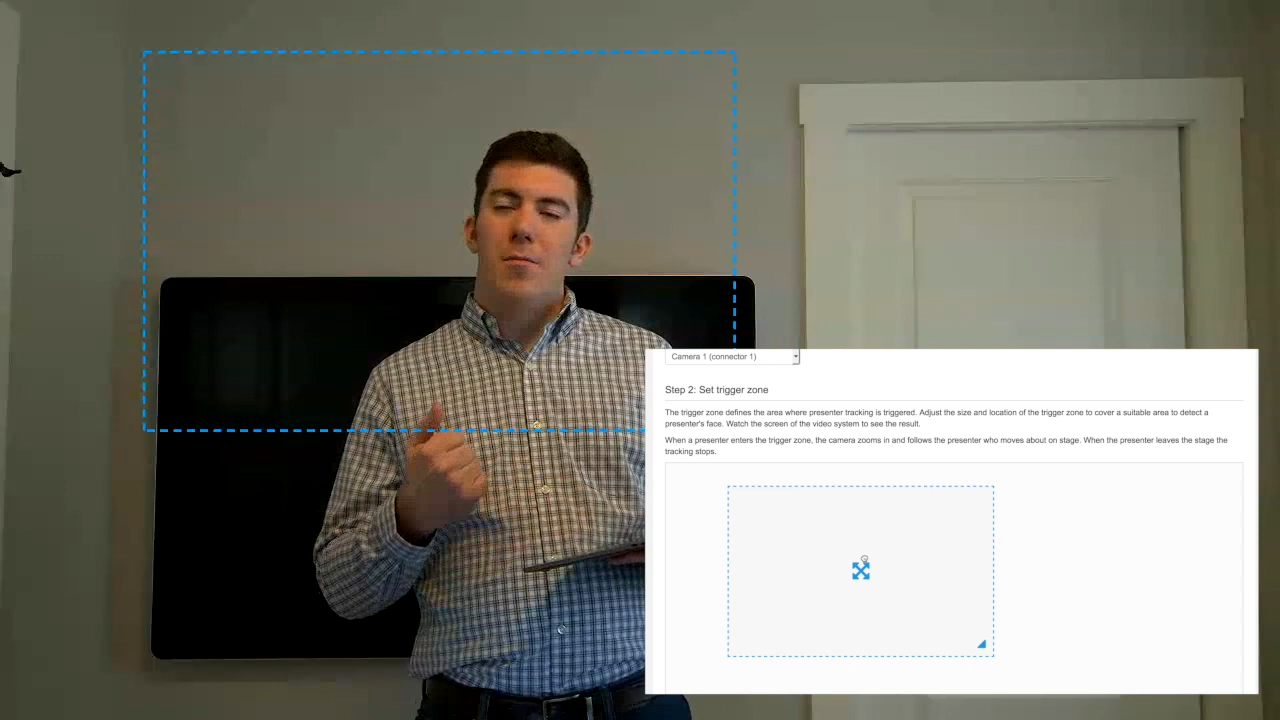 Camera 1 (connector 1)
Step 2: Set trigger zone
The trigger zone defines the area where presenter tracking is triggered. Adjust the size and location of the trigger zone to cover a suitable area to detect a
presenter's face. Watch the screen of the video system to see the result.
When a presenter enters the trigger zone, the camera zooms in and follows the presenter who moves about on stage. When the presenter leaves the stage the
tracking stops.